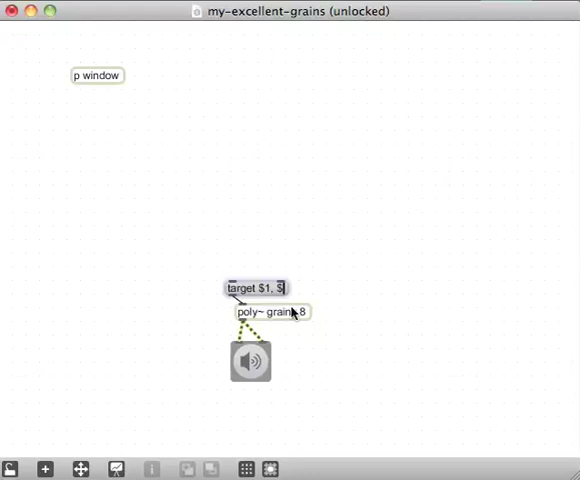 my-excellent-grains (unlocked)
p window
target $1, $
poly~ grain 8